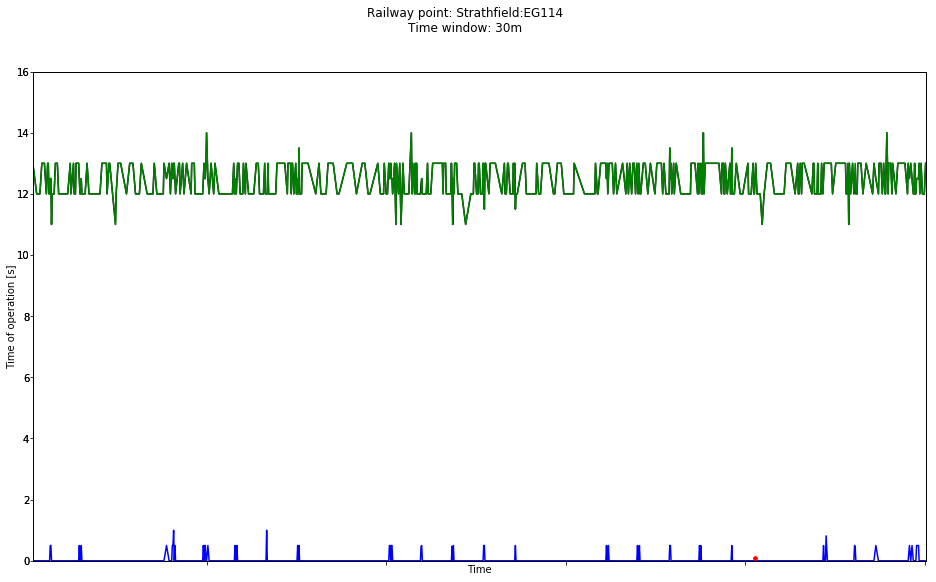 Railway point: Strathfield:EG114
Time window: 30m
16
14
12
10
8
6
4
2
0
Time of operation [s]
Time